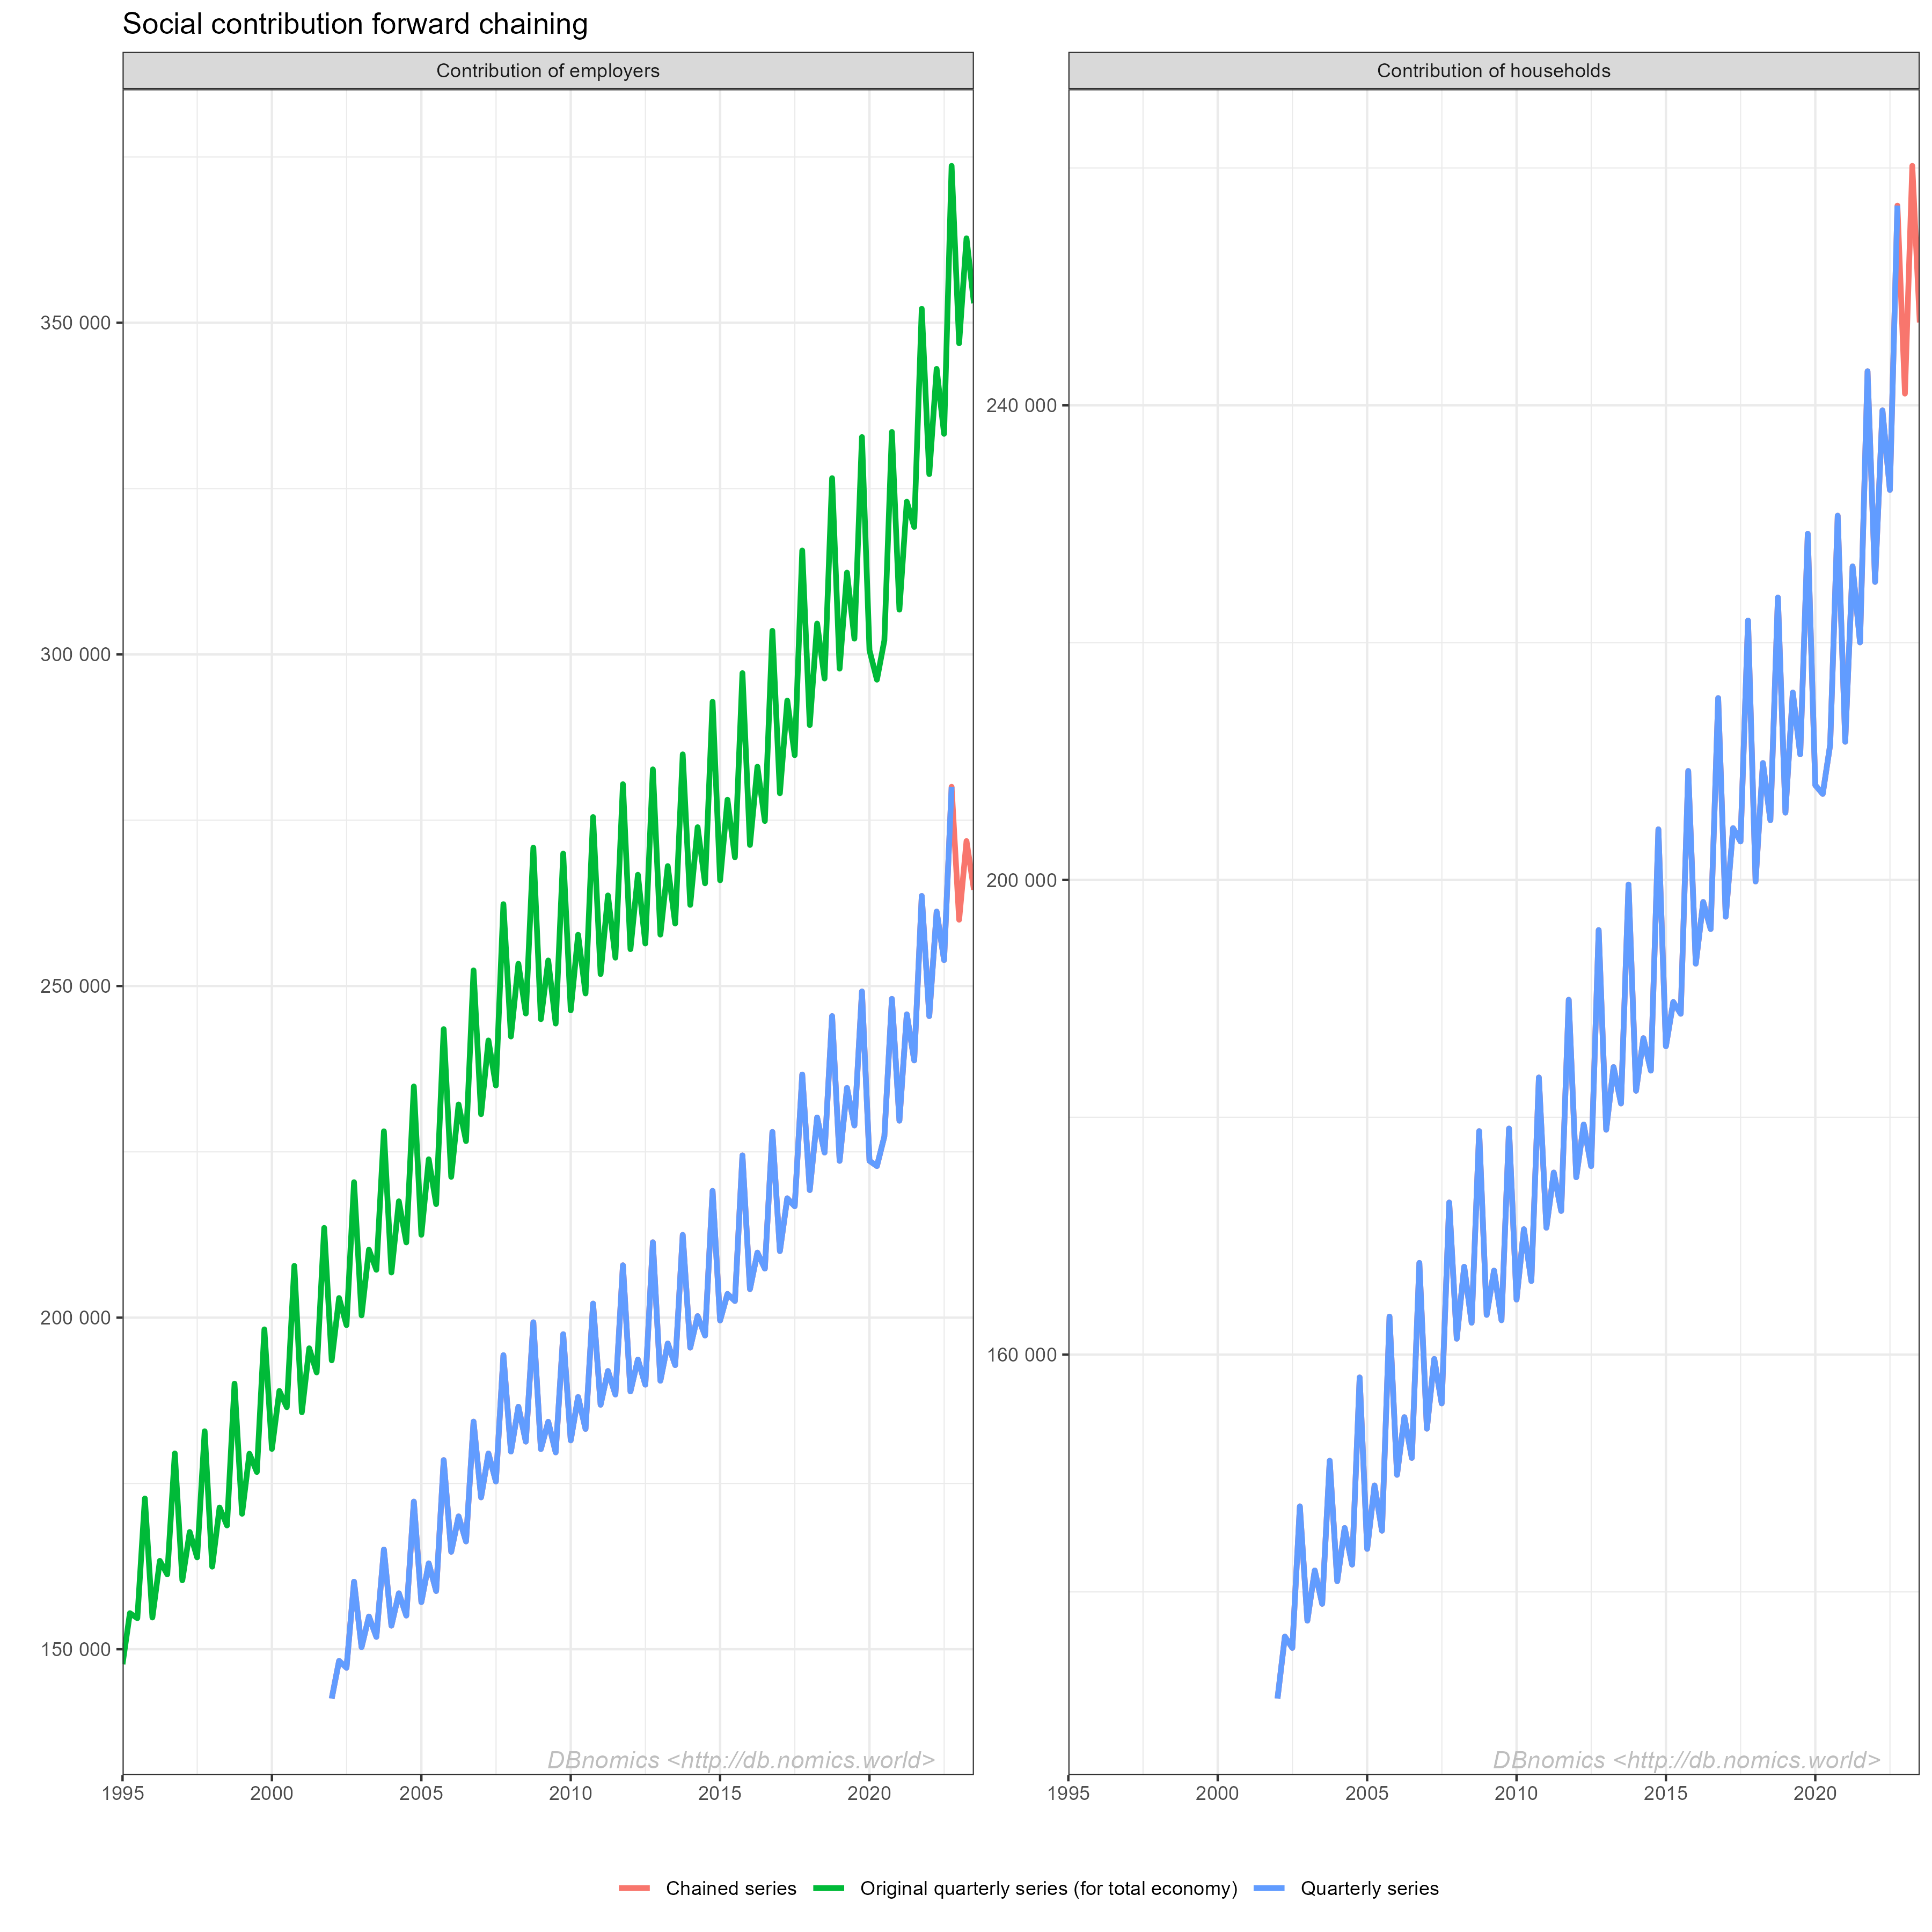 Social contribution forward chaining
Contribution of employers
Contribution of households
350 000
300 000
250 000
200 000
150 000
240 000
200 000
160 000
DBnomics <http://db.nomics.world>
DBnomics <http://db.nomics.world>
1995 2000 2005 2010 2015 2020
1995 2000 2005 2010 2015 2020
Chained series Original quarterly series (for total economy) Quarterly series